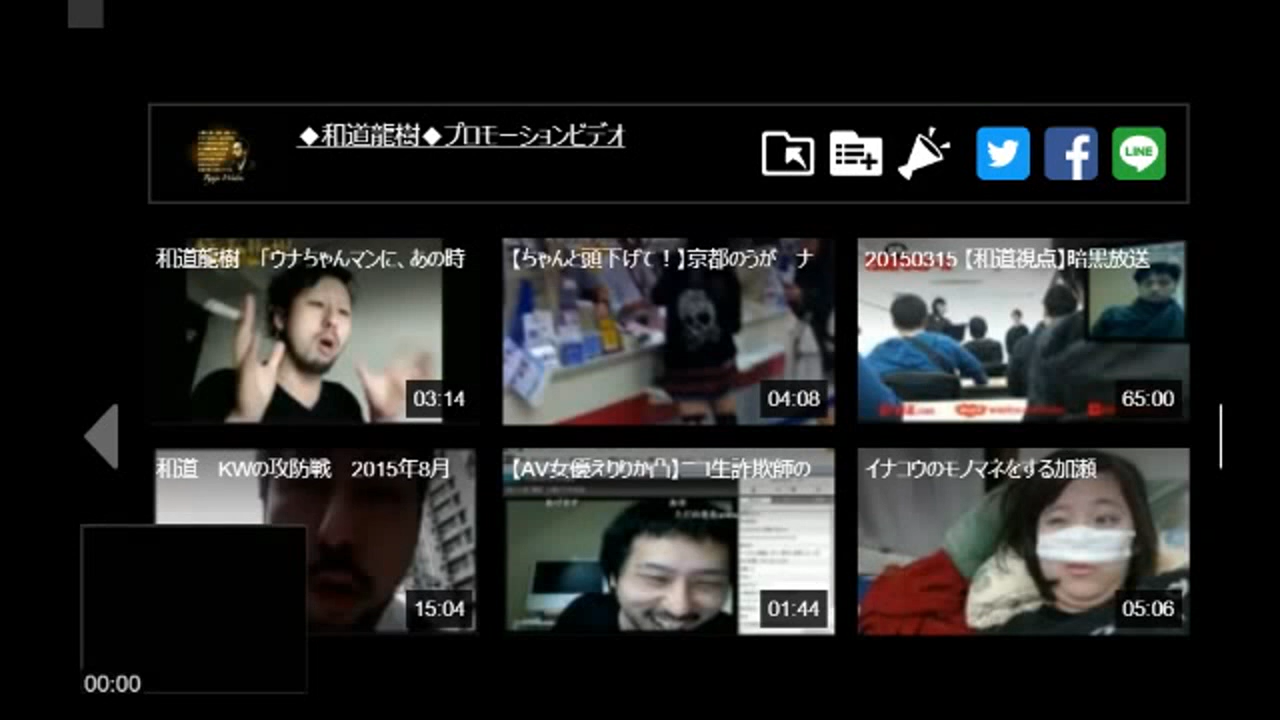 ◆和道龍樹◆プロモーションビデオ
LINE
和道龍樹 「ウナちゃんマンに、あの時
03:14
【ちゃんと頭下げて！】京都のうが ナ
04:08
20150315【和道視点】暗黒放送
65:00
和道 KWの攻防戦 2015年8月
15:04
【AV女優えりりか凸】ニコ生詐欺師の
01:44
イナコウのモノマネをする加瀬
05:06
00:00